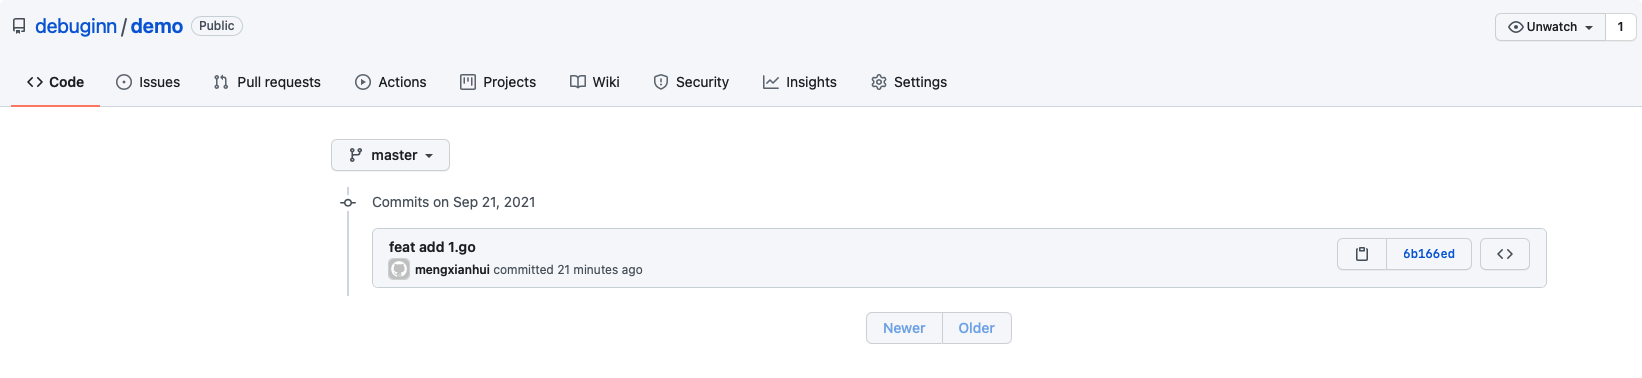 debuginn / demo Public Unwatch 1
Code Issues Pull requests Actions Projects Wiki Security Insights Settings
master
Commits on Sep 21, 2021
feat add 1.go
6b166ed
mengxianhui committed 21 minutes ago
Newer Older